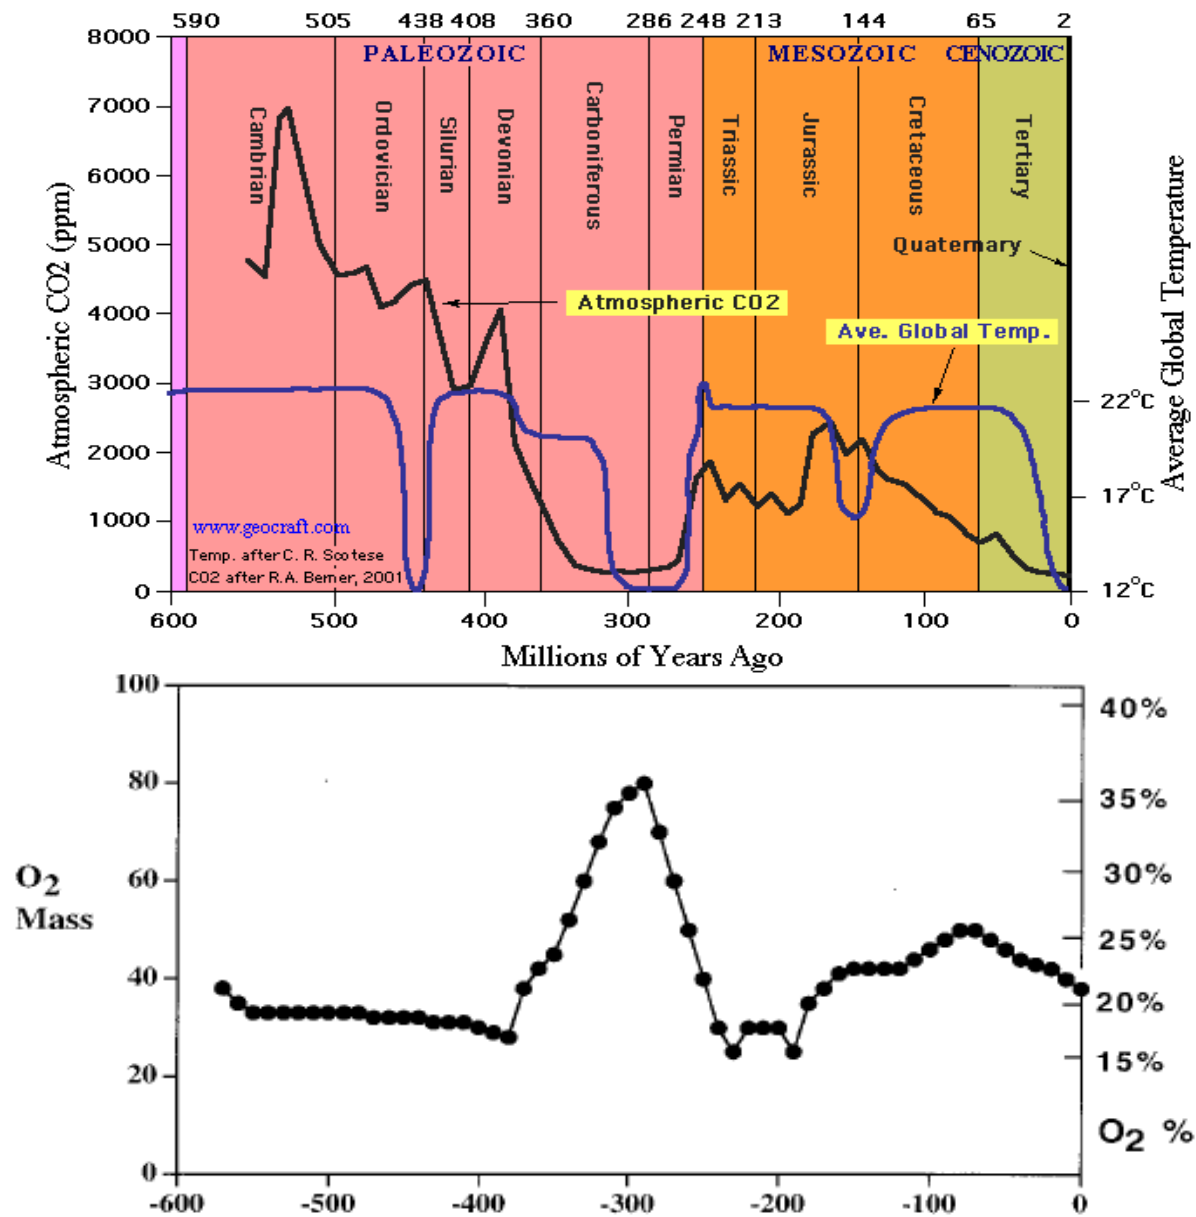 590 505 438 408 360 286 248 213 144 65 2
8000
7000
6000
5000
4000
3000
2000
1000
0
Atmospheric CO2 (ppm)
PALEOZOIC
MESOZOIC
CENOZOIC
Cambrian
Ordovician
Silurian
Devonian
Carboniferous
Permian
Triassic
Jurassic
Cretaceous
Tertiary
Quaternary
Atmospheric CO2
Ave. Global Temp.
www.geocraft.com
Temp. after C. R. Scotese
CO2 after R.A. Berner, 2001
22°C
17°C
12°C
Average Global Temperature
600 500 400 300 200 100 0
Millions of Years Ago
100
80
60
40
20
0
O2
Mass
40%
35%
30%
25%
20%
15%
O2 %
-600 -500 -400 -300 -200 -100 0